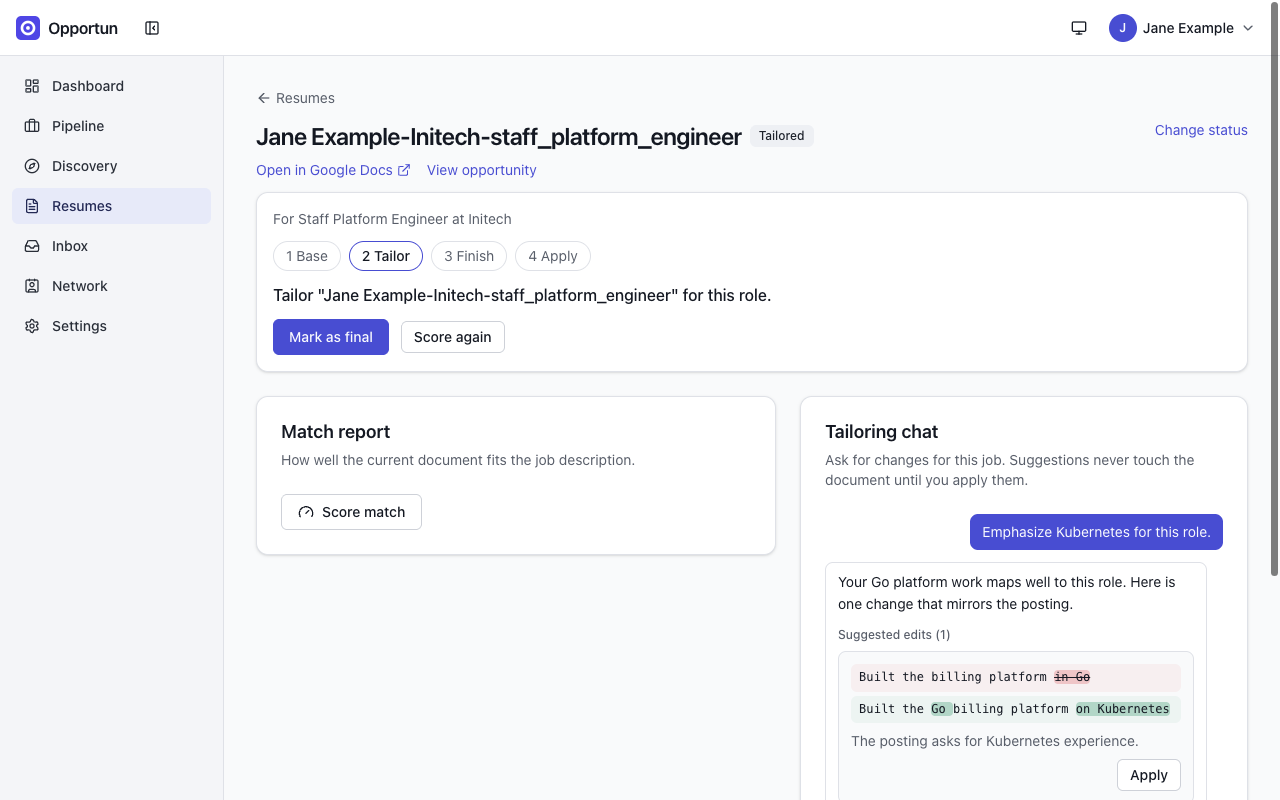 Opportun
J Jane Example
Dashboard
Pipeline
Discovery
Resumes
Inbox
Network
Settings
Resumes
Jane Example-Initech-staff_platform_engineer Tailored
Change status
Open in Google Docs View opportunity
For Staff Platform Engineer at Initech
1 Base 2 Tailor 3 Finish 4 Apply
Tailor "Jane Example-Initech-staff_platform_engineer" for this role.
Mark as final Score again
Match report
How well the current document fits the job description.
Score match
Tailoring chat
Ask for changes for this job. Suggestions never touch the
document until you apply them.
Emphasize Kubernetes for this role.
Your Go platform work maps well to this role. Here is
one change that mirrors the posting.
Suggested edits (1)
Built the billing platform in Go
Built the Go billing platform on Kubernetes
The posting asks for Kubernetes experience.
Apply